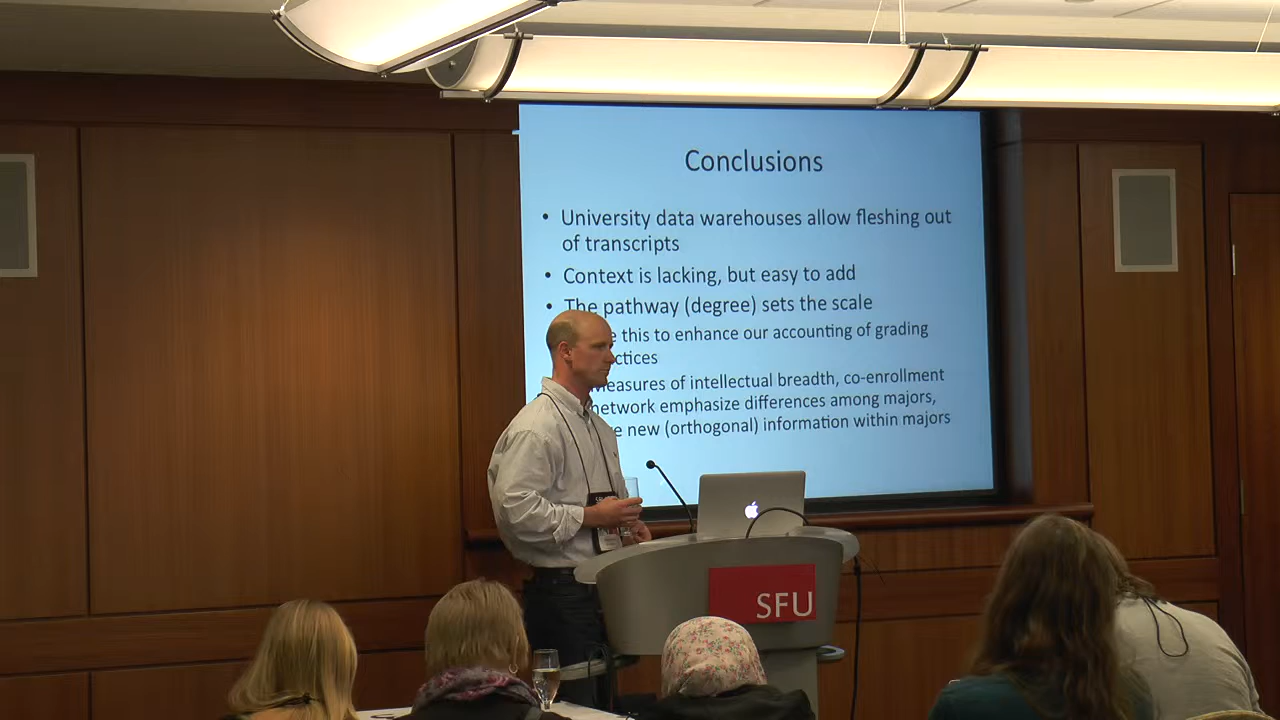 Conclusions
• University data warehouses allow fleshing out
of transcripts
• Context is lacking, but easy to add
• The pathway (degree) sets the scale
this to enhance our accounting of grading
Measures of intellectual breadth, co-enrollment
network emphasize differences among majors,
new (orthogonal) information within majors
SFU